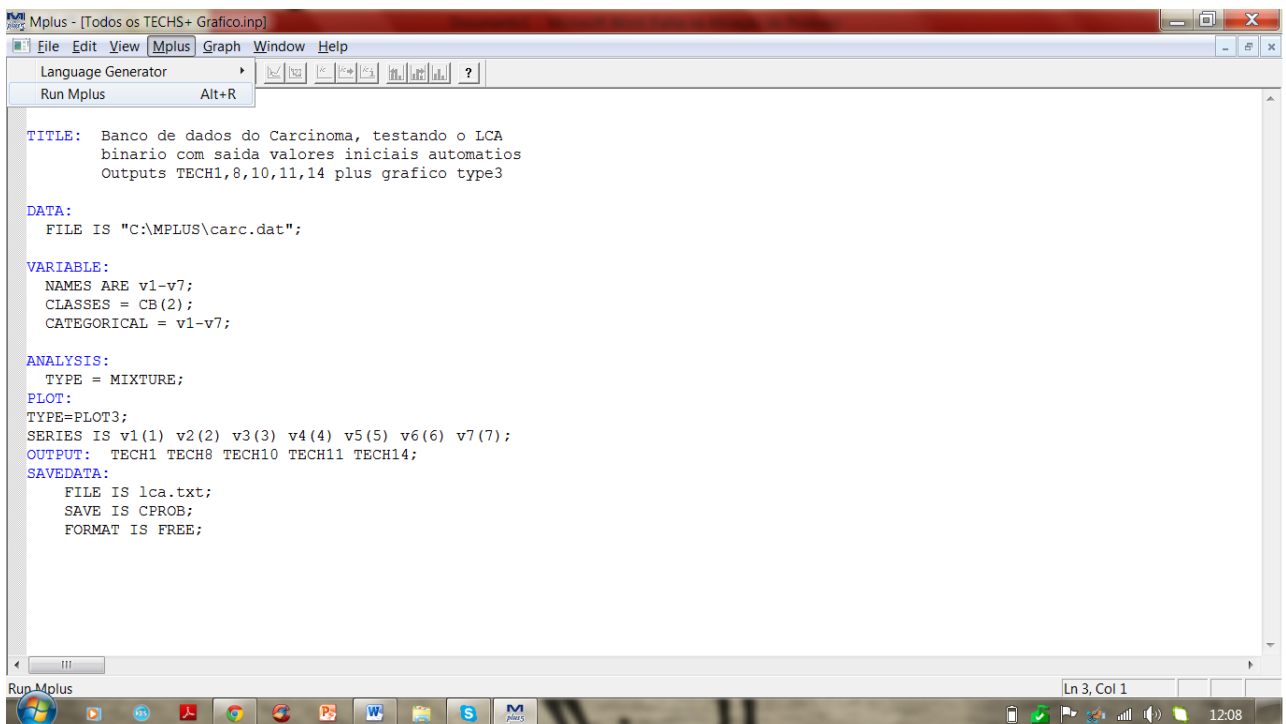 Mplus - [Todos os TECHS+ Grafico.inp]
File Edit View Mplus Graph Window Help
Language Generator
Run Mplus Alt+R
TITLE: Banco de dados do Carcinoma, testando o LCA
binario com saida valores iniciais automatios
Outputs TECH1,8,10,11,14 plus grafico type3
DATA:
FILE IS "C:\MPLUS\carc.dat";
VARIABLE:
NAMES ARE v1-v7;
CLASSES = CB(2);
CATEGORICAL = v1-v7;
ANALYSIS:
TYPE = MIXTURE;
PLOT:
TYPE=PLOT3;
SERIES IS v1(1) v2(2) v3(3) v4(4) v5(5) v6(6) v7(7);
OUTPUT: TECH1 TECH8 TECH10 TECH11 TECH14;
SAVEDATA:
FILE IS lca.txt;
SAVE IS CPROB;
FORMAT IS FREE;
Run Mplus
Ln 3, Col 1
12:08